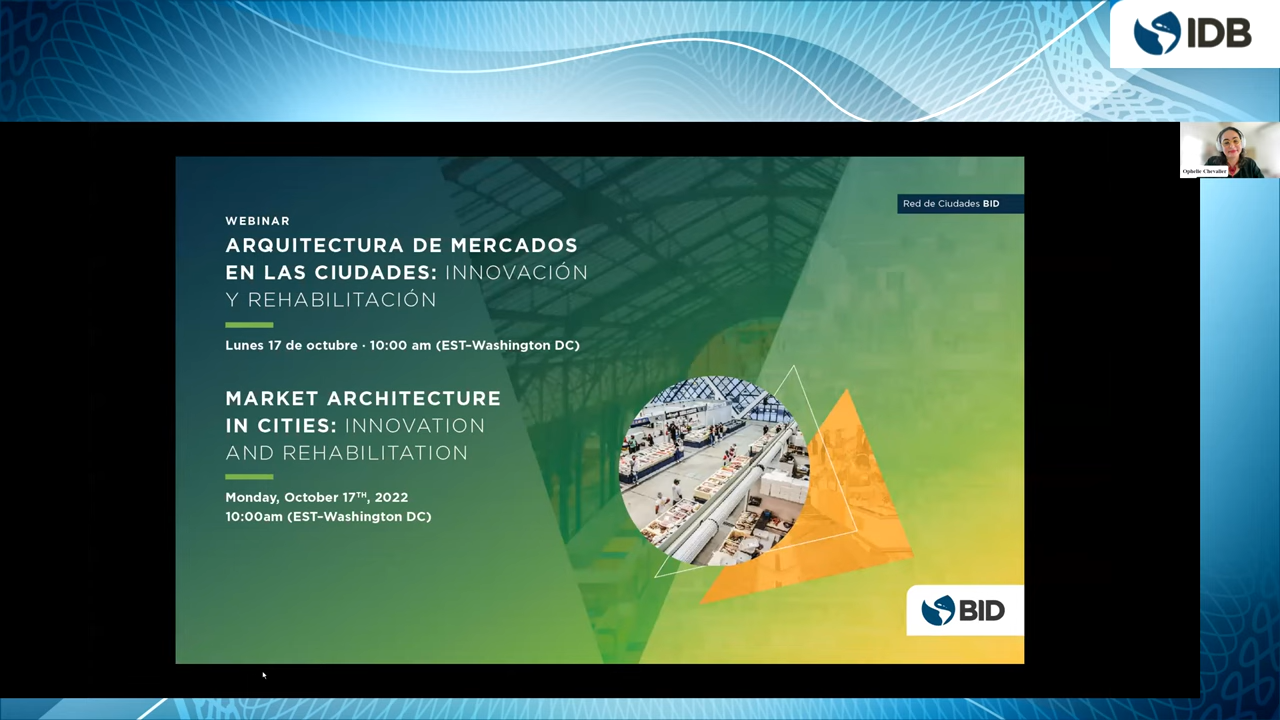 IDB
Ophelie Chevalier
Red de Ciudades BID
WEBINAR
ARQUITECTURA DE MERCADOS
EN LAS CIUDADES: INNOVACIÓN
Y REHABILITACIÓN
Lunes 17 de octubre · 10:00 am (EST–Washington DC)
MARKET ARCHITECTURE
IN CITIES: INNOVATION
AND REHABILITATION
Monday, October 17TH, 2022
10:00am (EST–Washington DC)
BID